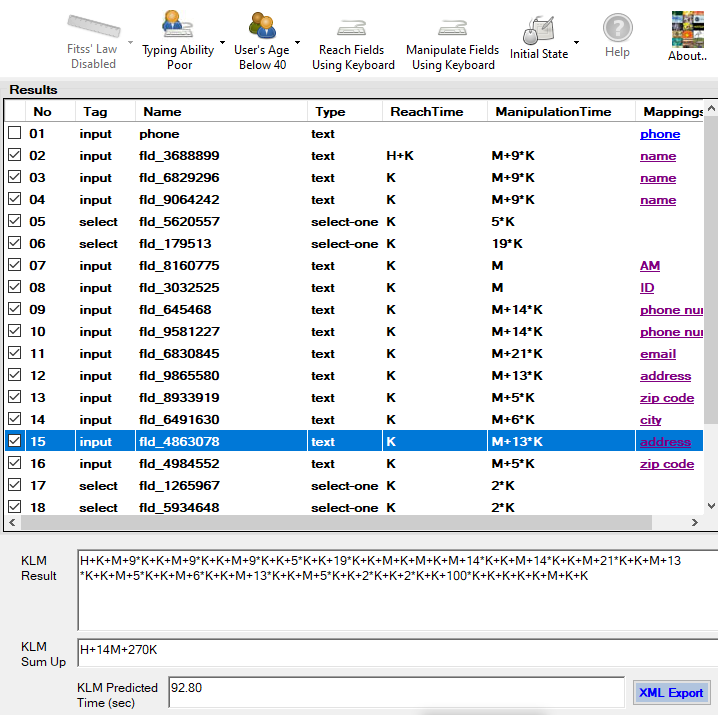 Fitss' Law Typing Ability User's Age Reach Fields Manipulate Fields Initial State Help About..
Disabled Poor Below 40 Using Keyboard Using Keyboard
Results
No Tag Name Type ReachTime ManipulationTime Mappings
01 input phone text phone
02 input fld_3688899 text H+K M+9*K name
03 input fld_6829296 text K M+9*K name
04 input fld_9064242 text K M+9*K name
05 select fld_5620557 select-one K 5*K
06 select fld_179513 select-one K 19*K
07 input fld_8160775 text K M AM
08 input fld_3032525 text K M ID
09 input fld_645468 text K M+14*K phone nur
10 input fld_9581227 text K M+14*K phone nur
11 input fld_6830845 text K M+21*K email
12 input fld_9865580 text K M+13*K address
13 input fld_8933919 text K M+5*K zip code
14 input fld_6491630 text K M+6*K city
15 input fld_4863078 text K M+13*K address
16 input fld_4984552 text K M+5*K zip code
17 select fld_1265967 select-one K 2*K
18 select fld_5934648 select-one K 2*K
KLM Result
H+K+M+9*K+K+M+9*K+K+M+9*K+K+5*K+K+19*K+K+M+K+M+K+M+14*K+K+M+14*K+K+M+21*K+K+M+13
*K+K+M+5*K+K+M+6*K+K+M+13*K+K+M+5*K+K+2*K+K+2*K+K+100*K+K+K+K+K+M+K+K
KLM Sum Up
H+14M+270K
KLM Predicted Time (sec)
92.80
XML Export